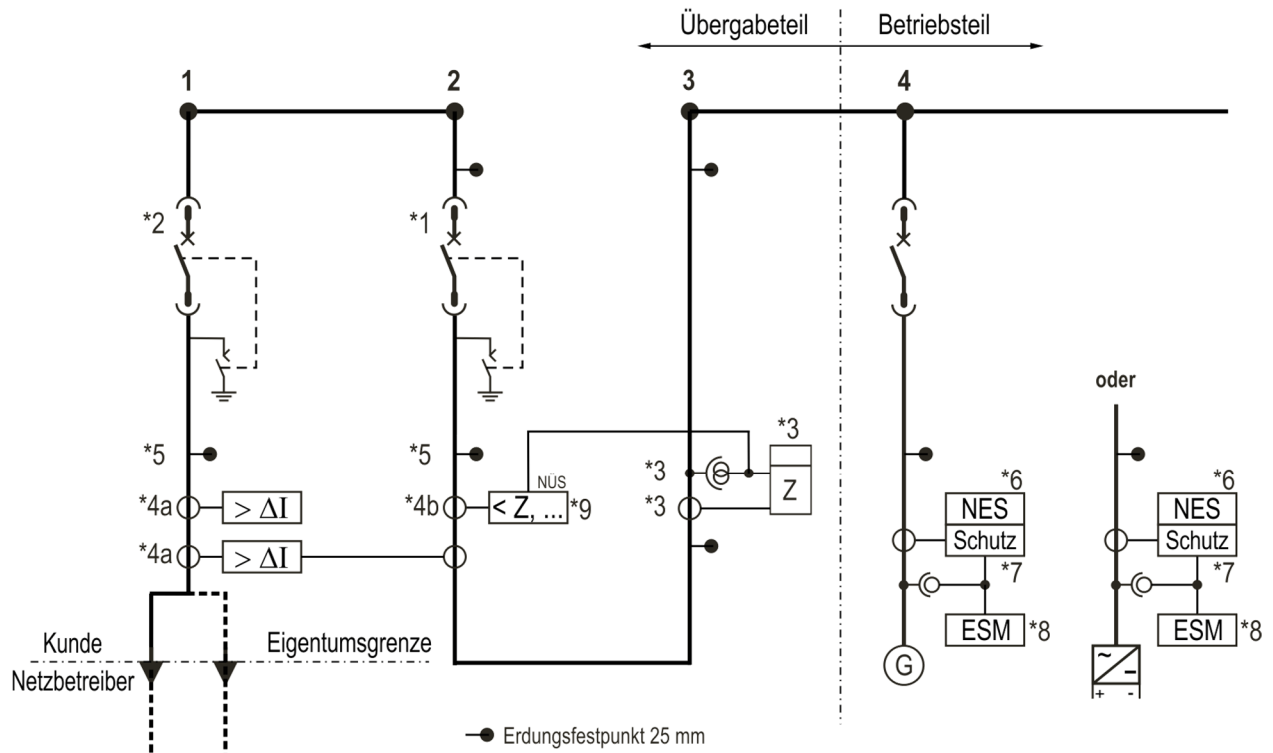 Übergabeteil Betriebsteil
1 2 3 4
*2 *1
oder
*3
*5 *5 *3 Z
NÜS
*4a > ΔI *4b < Z, ... *9 *3
*6 *6
NES NES
Schutz Schutz
*4a > ΔI
*7 *7
ESM *8 ESM *8
Kunde Eigentumsgrenze
Netzbetreiber
G
~ –
+ -
Erdungsfestpunkt 25 mm